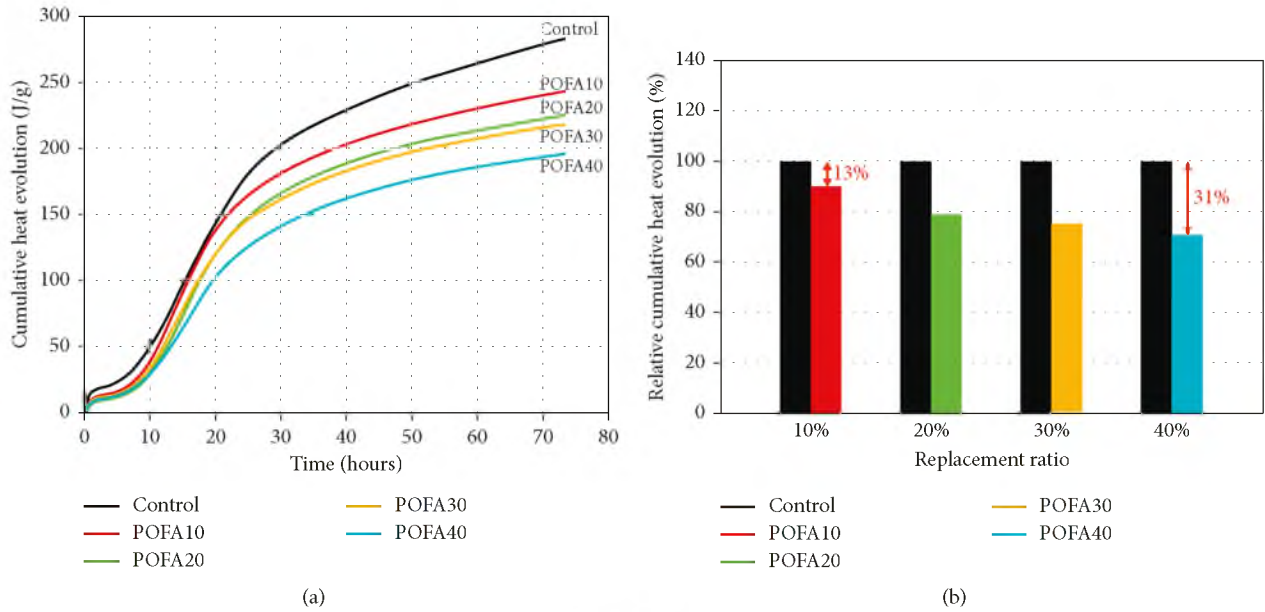 Cumulative heat evolution (J/g)
300
250
200
150
100
50
0
Control
POFA10
POFA20
POFA30
POFA40
0 10 20 30 40 50 60 70 80
Time (hours)
Control
POFA10
POFA20
POFA30
POFA40
(a)
Relative cumulative heat evolution (%)
140
120
100
80
60
40
20
0
13%
31%
10% 20% 30% 40%
Replacement ratio
Control
POFA10
POFA20
POFA30
POFA40
(b)